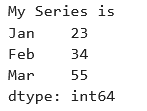 My Series is
Jan    23
Feb    34
Mar    55
dtype: int64